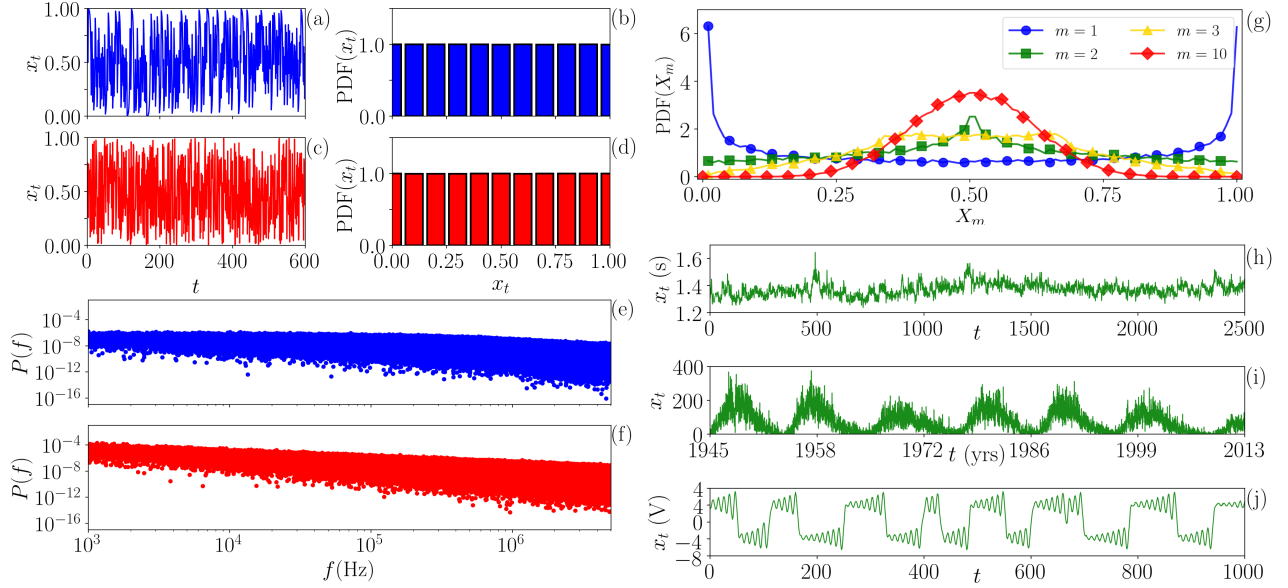 (a)
x_t
1.00
0.50
0.00
0 200 400 600
(b)
PDF(x_t)
1.0
0.0
(c)
x_t
1.00
0.50
0.00
0 200 400 600
t
(d)
PDF(x_t)
1.0
0.0
0.00 0.25 0.50 0.75 1.00
x_t
(e)
P(f)
10^{-4}
10^{-8}
10^{-12}
10^{-16}
(f)
P(f)
10^{-4}
10^{-8}
10^{-12}
10^{-16}
10^3 10^4 10^5 10^6
f(Hz)
(g)
PDF(X_m)
6
4
2
0
m = 1 m = 3
m = 2 m = 10
0.00 0.25 0.50 0.75 1.00
X_m
(h)
x_t (s)
1.6
1.4
1.2
0 500 1000 1500 2000 2500
t
(i)
x_t
400
200
0
1945 1958 1972 1986 1999 2013
t (yrs)
(j)
x_t (V)
4
0
−4
−8
0 200 400 600 800 1000
t